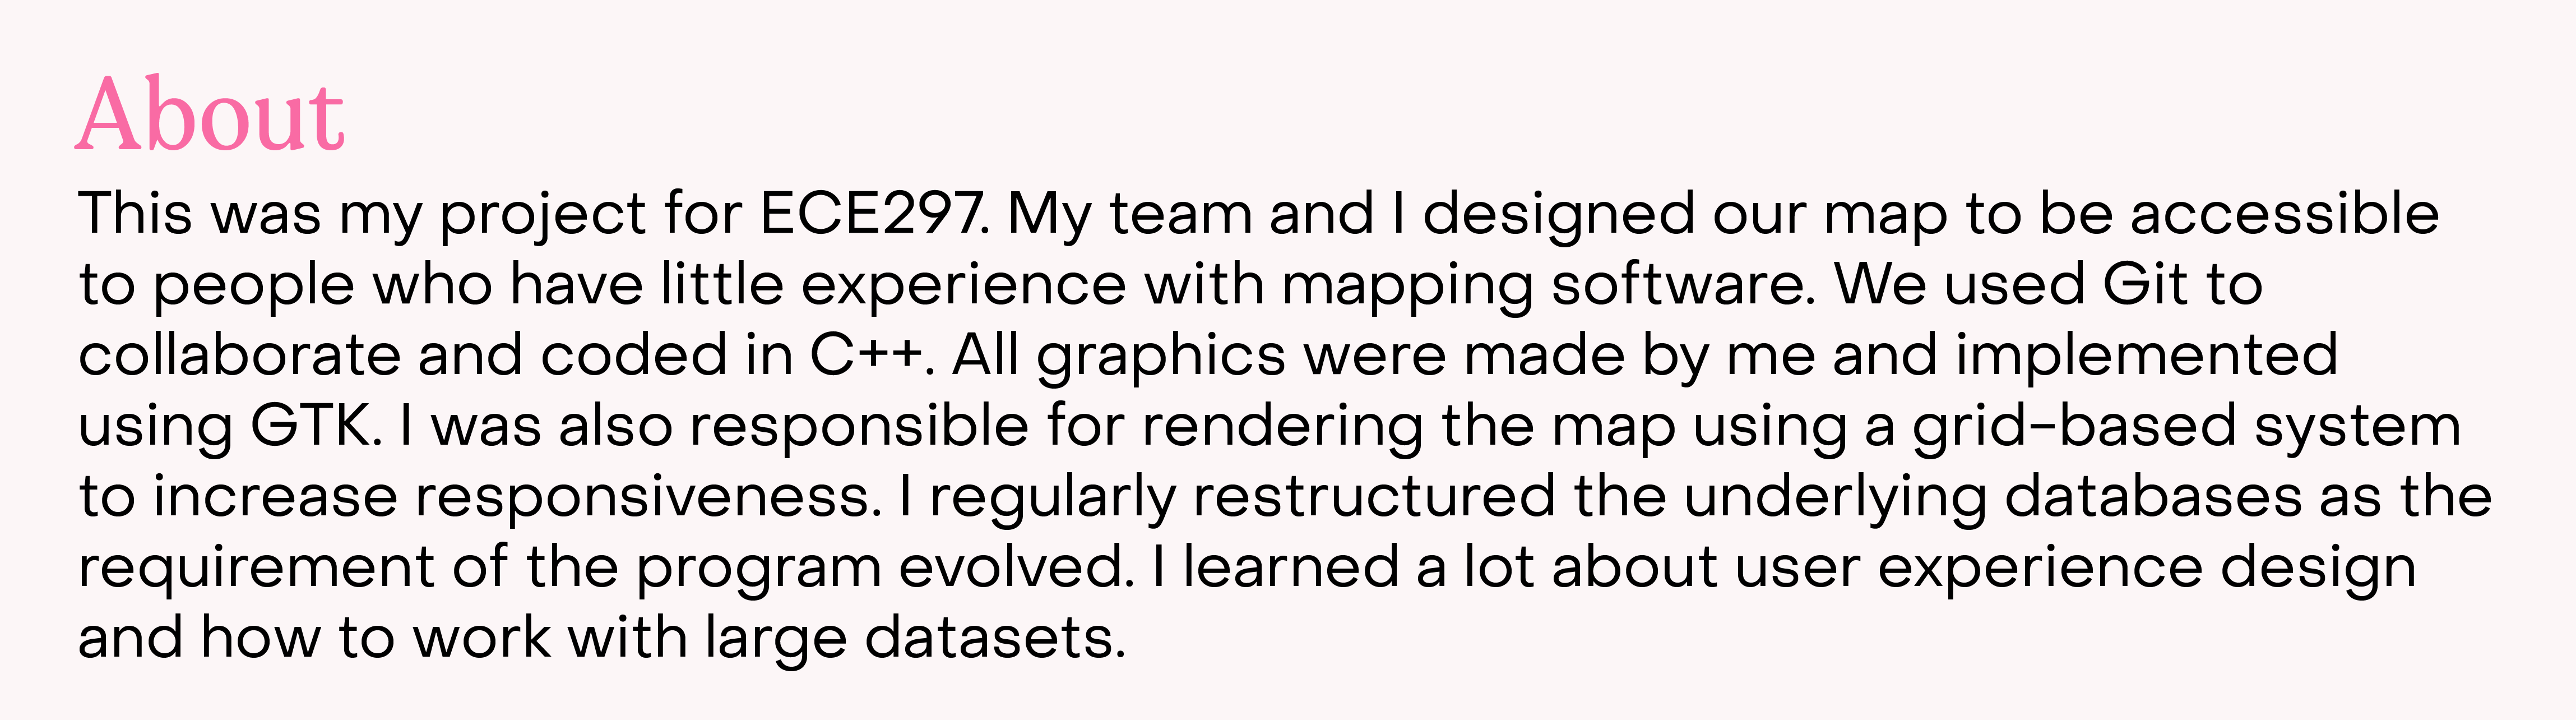 About
This was my project for ECE297. My team and I designed our map to be accessible
to people who have little experience with mapping software. We used Git to
collaborate and coded in C++. All graphics were made by me and implemented
using GTK. I was also responsible for rendering the map using a grid-based system
to increase responsiveness. I regularly restructured the underlying databases as the
requirement of the program evolved. I learned a lot about user experience design
and how to work with large datasets.